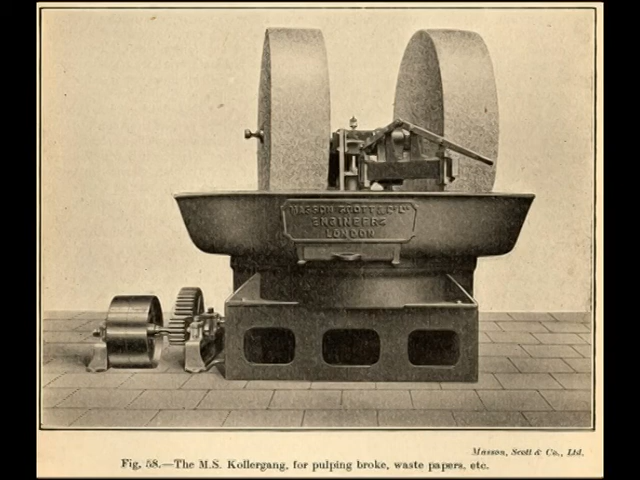 MASSON SCOTT & Co Ld
ENGINEERS
LONDON
Masson, Scott & Co., Ltd.
Fig. 58.—The M.S. Kollergang, for pulping broke, waste papers, etc.